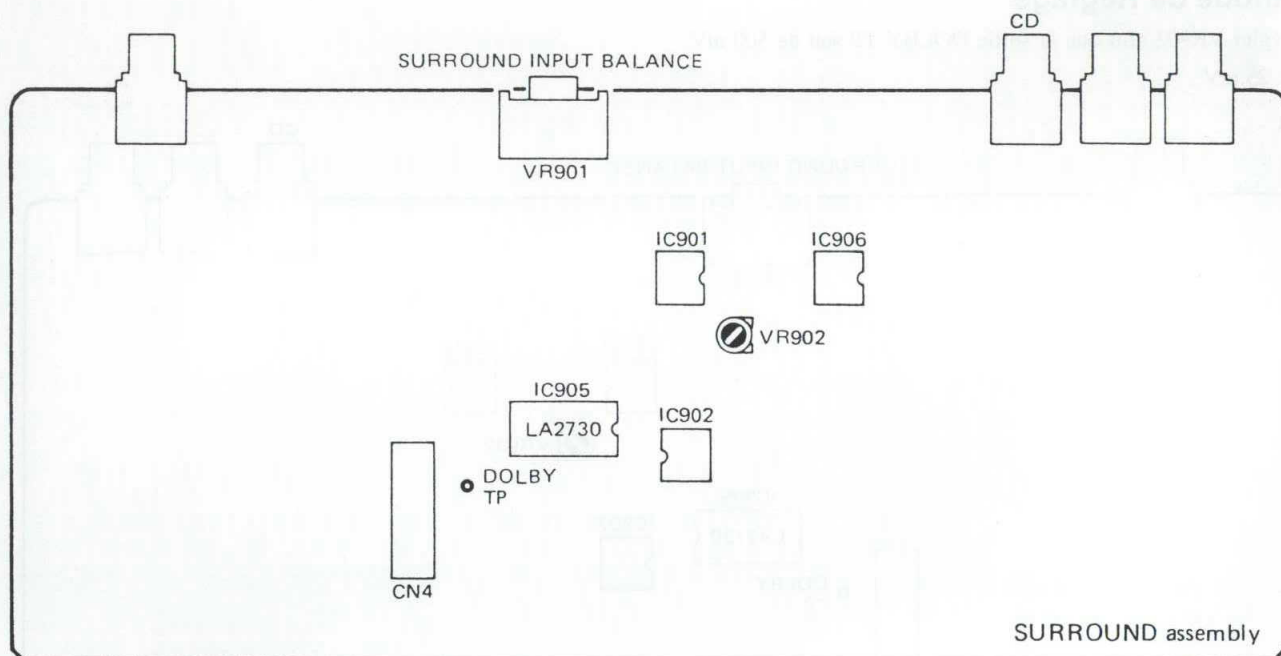 CD
SURROUND INPUT BALANCE
VR901
IC901
IC906
VR902
IC905
LA2730
IC902
DOLBY
TP
CN4
SURROUND assembly